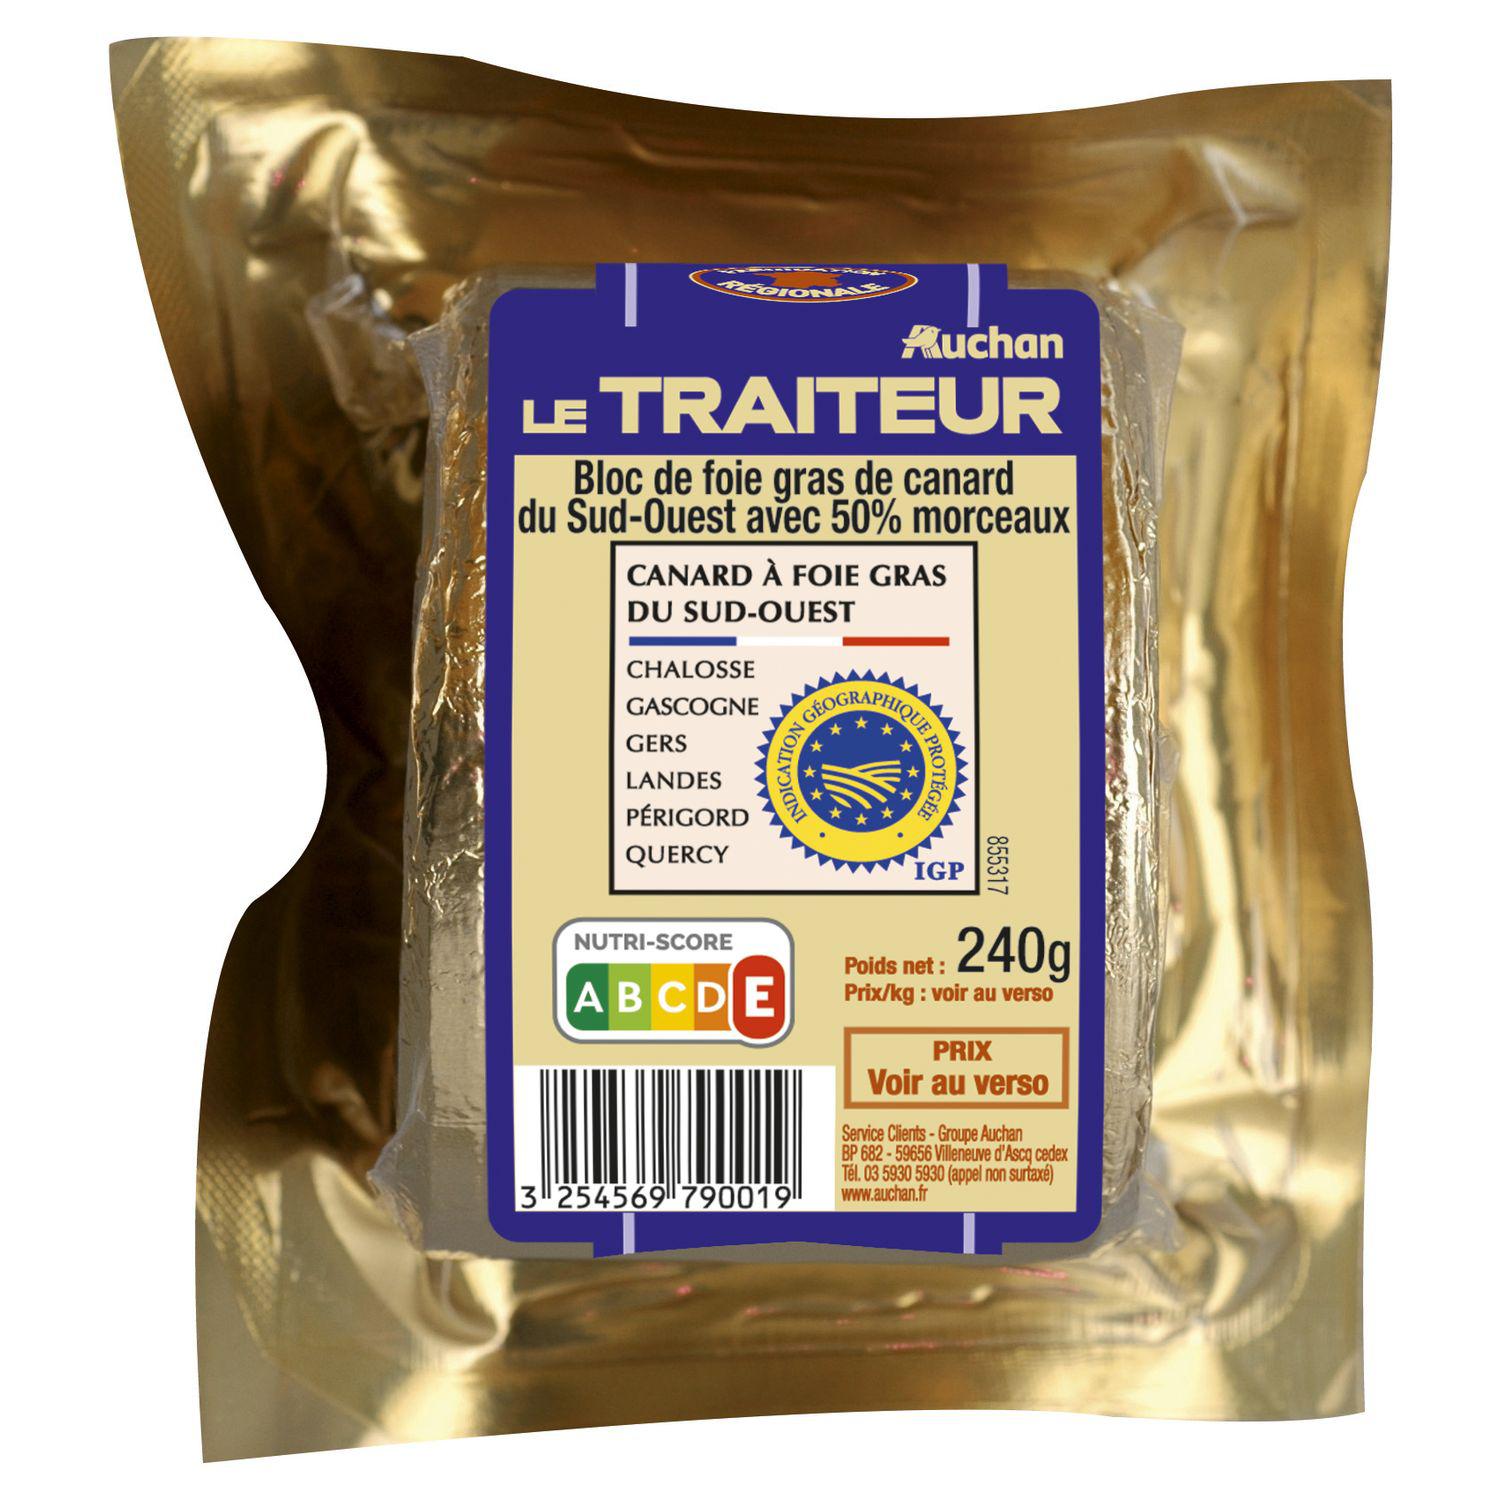 RÉGIONALE
Auchan
LE TRAITEUR
Bloc de foie gras de canard
du Sud-Ouest avec 50% morceaux
CANARD À FOIE GRAS
DU SUD-OUEST
CHALOSSE
GASCOGNE
GERS
LANDES
PÉRIGORD
QUERCY
INDICATION GÉOGRAPHIQUE PROTÉGÉE
IGP
855317
NUTRI-SCORE
A B C D E
Poids net : 240g
Prix/kg : voir au verso
PRIX
Voir au verso
Service Clients - Groupe Auchan
BP 682 - 59656 Villeneuve d'Ascq cedex
Tél. 03 5930 5930 (appel non surtaxé)
www.auchan.fr
3 254569 790019